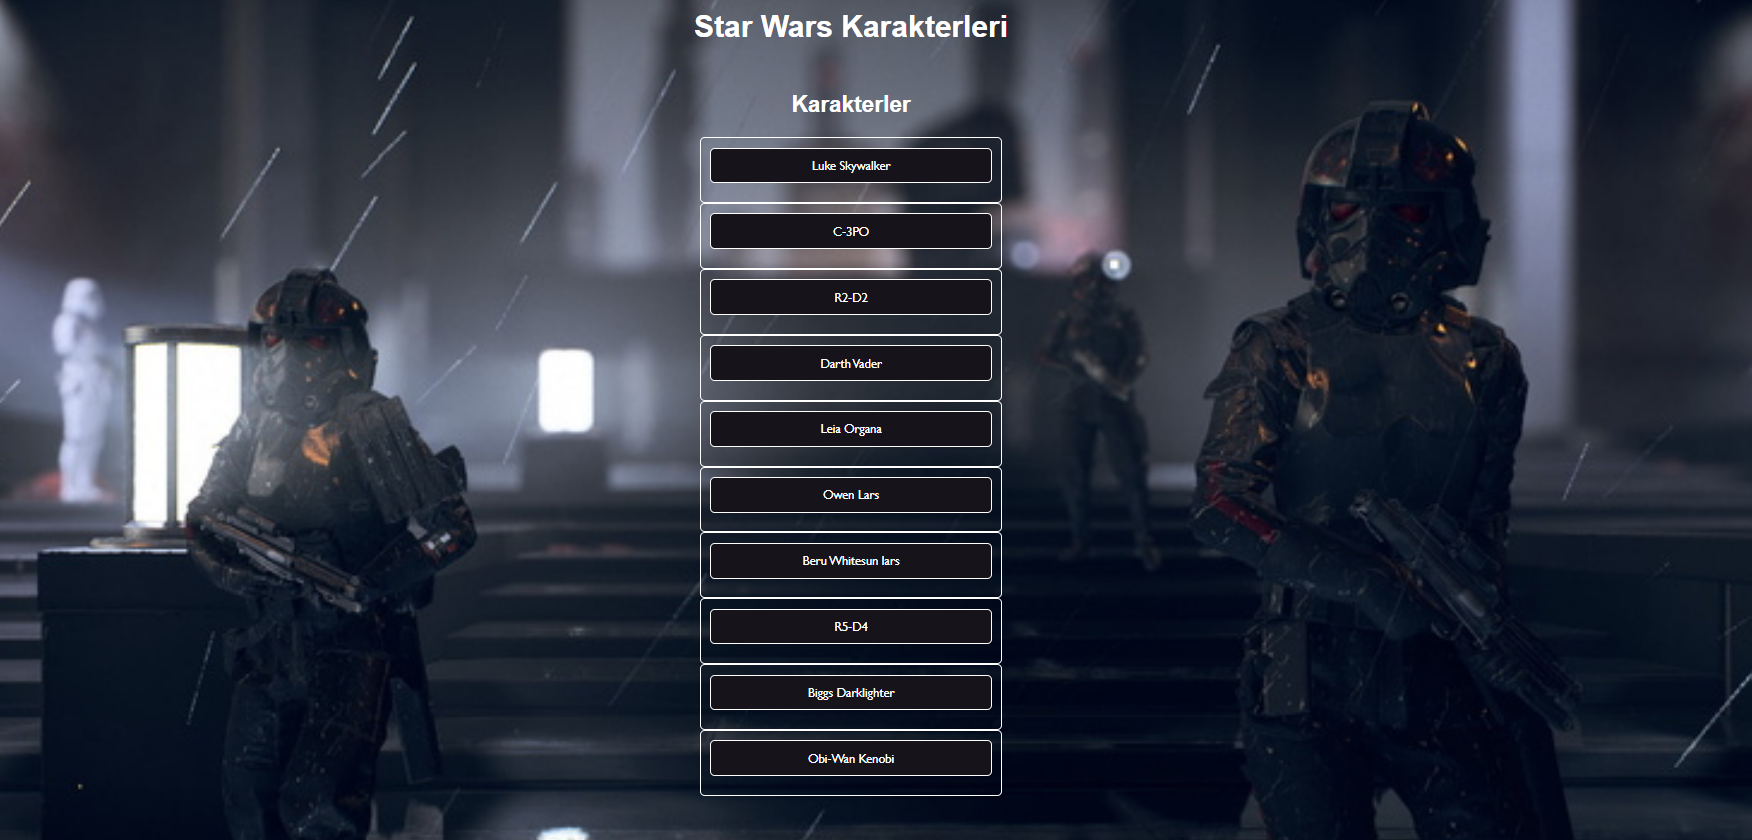 Star Wars Karakterleri
Karakterler
Luke Skywalker
C-3PO
R2-D2
Darth Vader
Leia Organa
Owen Lars
Beru Whitesun lars
R5-D4
Biggs Darklighter
Obi-Wan Kenobi